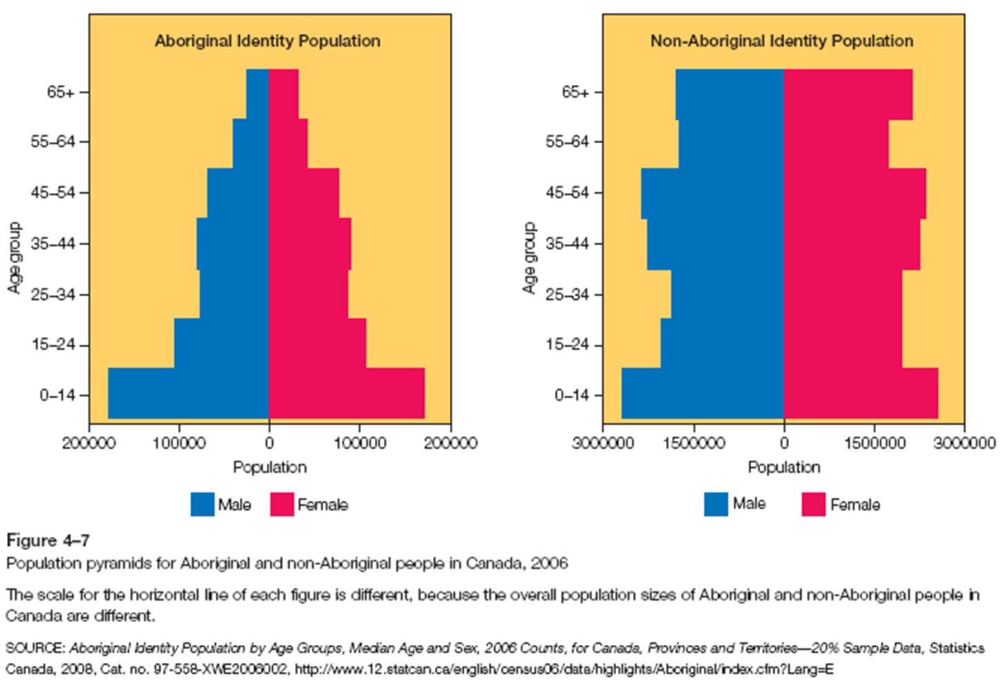 Aboriginal Identity Population
65+
55–64
45–54
35–44
25–34
15–24
0–14
Age group
200000 100000 0 100000 200000
Population
Male Female
Non-Aboriginal Identity Population
65+
55–64
45–54
35–44
25–34
15–24
0–14
Age group
3000000 1500000 0 1500000 3000000
Population
Male Female
Figure 4–7
Population pyramids for Aboriginal and non-Aboriginal people in Canada, 2006
The scale for the horizontal line of each figure is different, because the overall population sizes of Aboriginal and non-Aboriginal people in
Canada are different.
SOURCE: Aboriginal Identity Population by Age Groups, Median Age and Sex, 2006 Counts, for Canada, Provinces and Territories—20% Sample Data, Statistics
Canada, 2008, Cat. no. 97-558-XWE2006002, http://www.12.statcan.ca/english/census06/data/highlights/Aboriginal/index.cfm?Lang=E